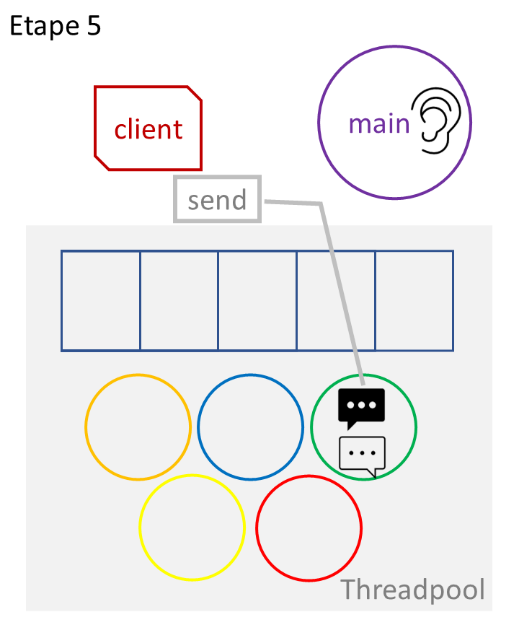 Etape 5
client
main
send
Threadpool